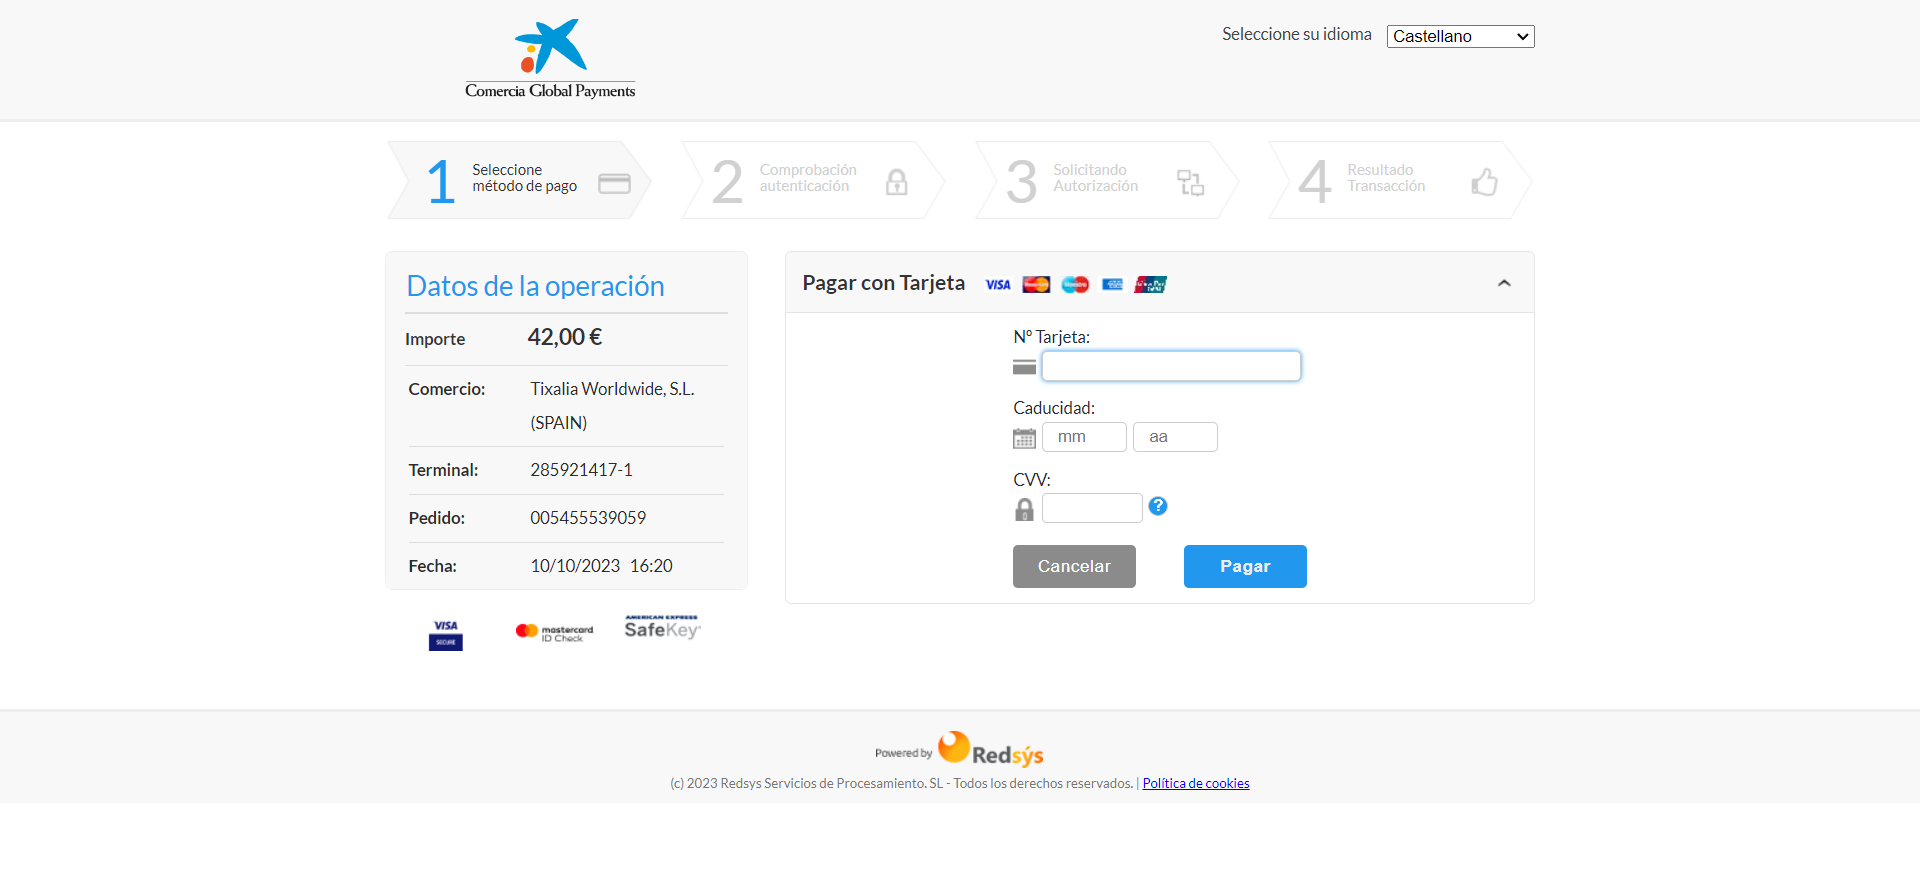 Comercia Global Payments
Seleccione su idioma
Castellano
1
Seleccione
método de pago
2
Comprobación
autenticación
3
Solicitando
Autorización
4
Resultado
Transacción
Datos de la operación
Importe 42,00 €
Comercio: Tixalia Worldwide, S.L.
(SPAIN)
Terminal: 285921417-1
Pedido: 005455539059
Fecha: 10/10/2023 16:20
VISA
SECURE
mastercard
ID Check
AMERICAN EXPRESS
SafeKey
Pagar con Tarjeta
VISA
Nº Tarjeta:
Caducidad:
mm aa
CVV:
?
Cancelar Pagar
Powered by Redsýs
(c) 2023 Redsys Servicios de Procesamiento. SL - Todos los derechos reservados. | Política de cookies